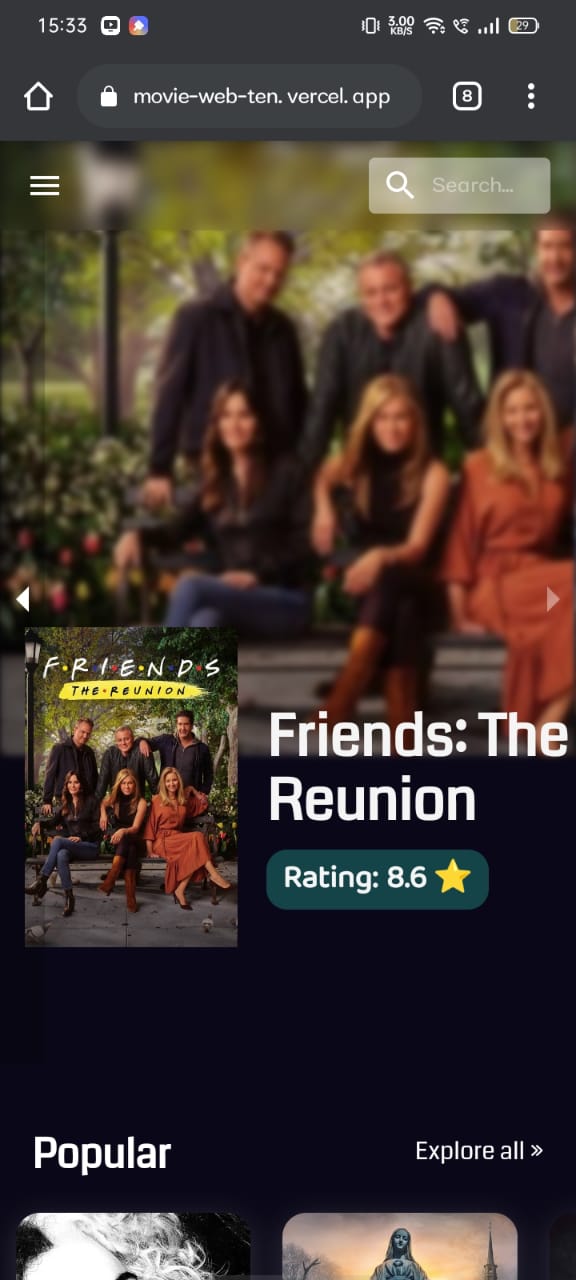 15:33
3.00
KB/S
29
movie-web-ten. vercel. app
8
Search...
F·R·I·E·N·D·S
THE·REUNION
Friends: The
Reunion
Rating: 8.6 ⭐
Popular
Explore all »